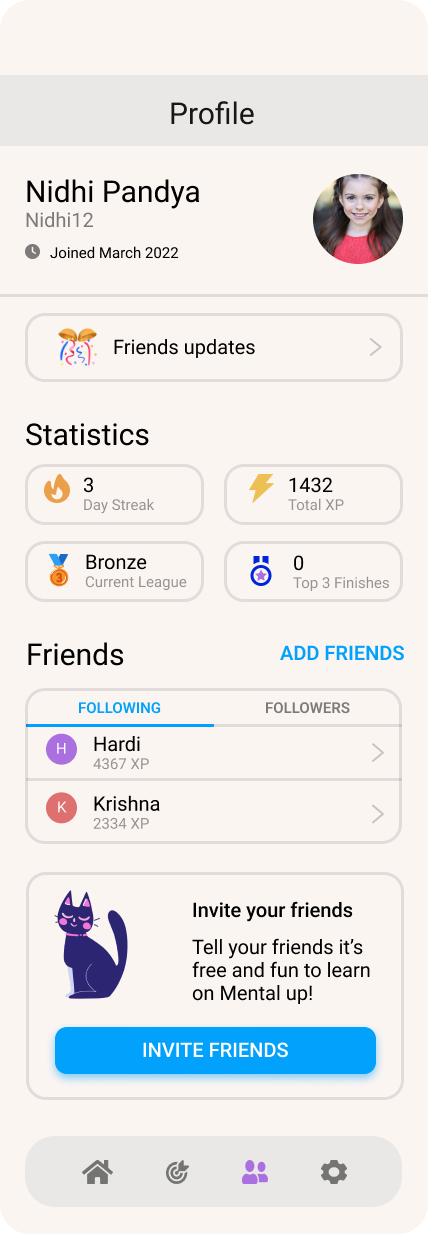 Profile
Nidhi Pandya
Nidhi12
Joined March 2022
Friends updates
Statistics
3
Day Streak
1432
Total XP
3
Bronze
Current League
0
Top 3 Finishes
Friends
ADD FRIENDS
FOLLOWING
FOLLOWERS
H
Hardi
4367 XP
K
Krishna
2334 XP
Invite your friends
Tell your friends it's
free and fun to learn
on Mental up!
INVITE FRIENDS